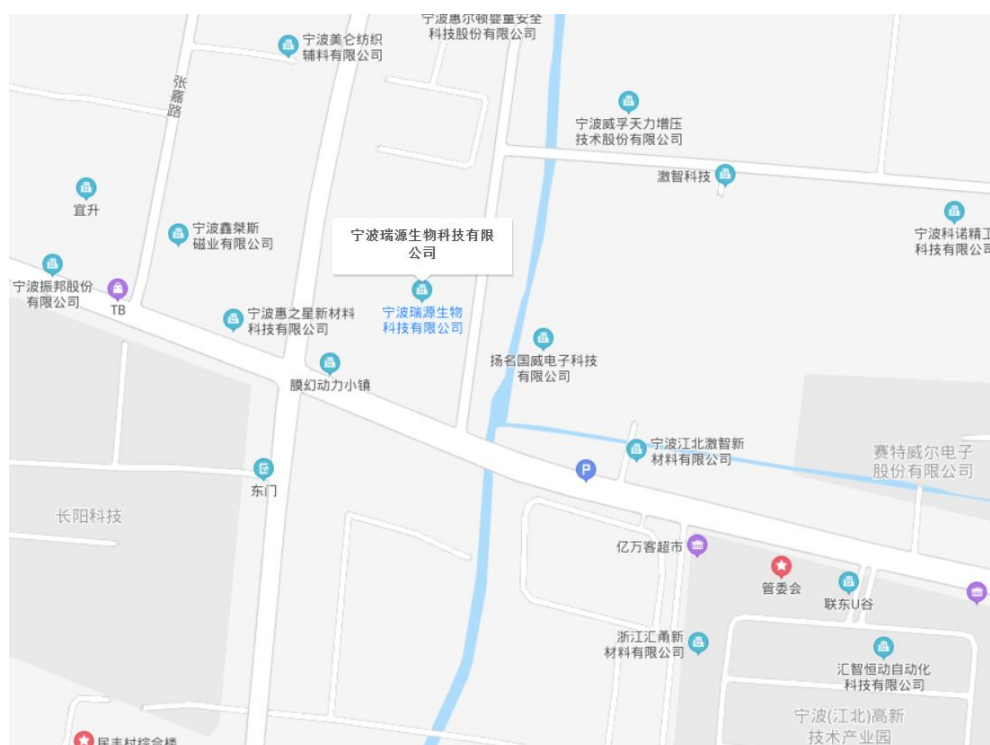 宁波惠尔顿婴童安全
科技股份有限公司
宁波美仑纺织
辅料有限公司
张嘉路
宁波威孚天力增压
技术股份有限公司
激智科技
宜升
宁波科诺精工
科技有限公司
宁波鑫桀斯
磁业有限公司
宁波瑞源生物科技有限
公司
宁波振邦股份
有限公司
TB
宁波惠之星新材料
科技有限公司
宁波瑞源生物
科技有限公司
扬名国威电子科技
有限公司
膜幻动力小镇
P
宁波江北激智新
材料有限公司
赛特威尔电子
股份有限公司
东门
长阳科技
亿万客超市
管委会
联东U谷
浙江汇甬新
材料有限公司
汇智恒动自动化
科技有限公司
宁波(江北)高新
技术产业园
民丰村综合楼